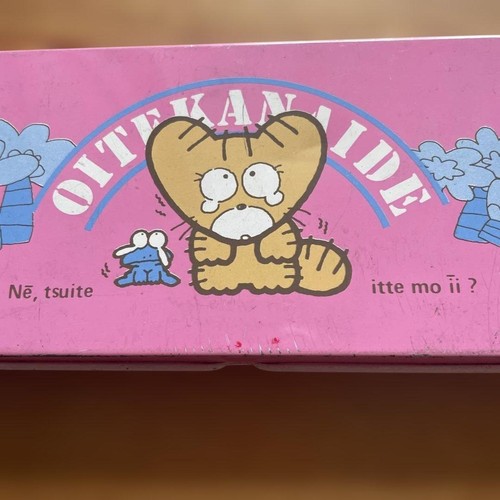 OITEKANAIDE
Nē, tsuite itte mo īi ?